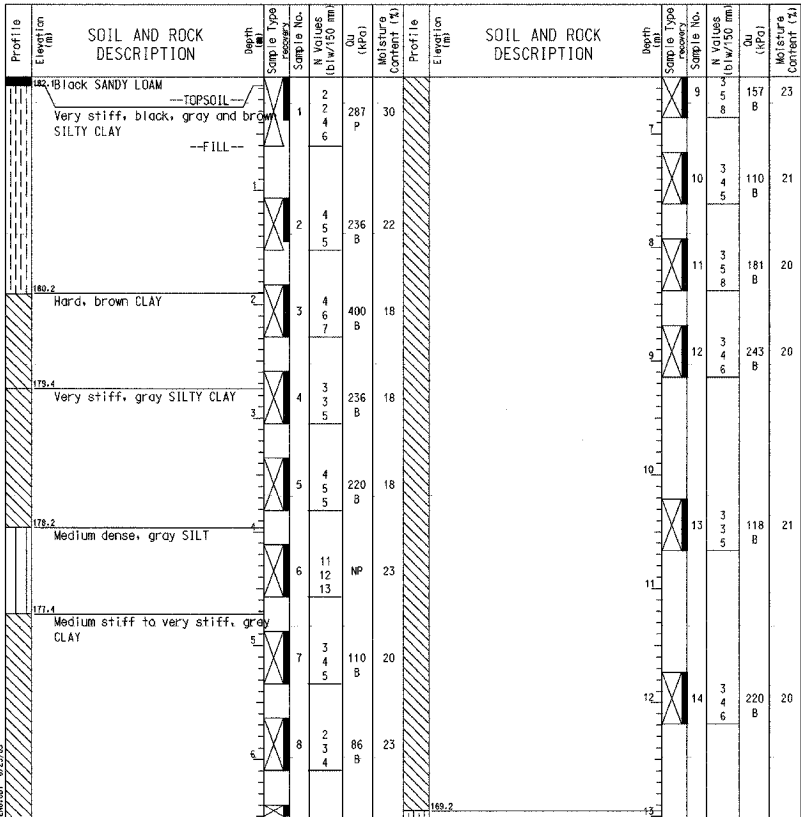 Profile
Elevation (m)
SOIL AND ROCK DESCRIPTION
Depth (m)
Sample Type recovery
Sample No.
N Values (blw/150 mm)
Qu (kPa)
Moisture Content (%)
182.1 Black SANDY LOAM
--TOPSOIL--
Very stiff, black, gray and brown
SILTY CLAY
--FILL--
1 2 2 4 6 287 P 30
1
2 4 5 5 236 B 22
180.2
Hard, brown CLAY
2
3 4 6 7 400 B 18
179.4
Very stiff, gray SILTY CLAY
4 3 3 5 236 B 18
3
5 4 5 5 220 B 18
178.2
4
Medium dense, gray SILT
6 11 12 13 NP 23
177.4
Medium stiff to very stiff, gray
CLAY
5
7 3 4 5 110 B 20
8 2 3 4 86 B 23
6
Profile
Elevation (m)
SOIL AND ROCK DESCRIPTION
Depth (m)
Sample Type recovery
Sample No.
N Values (blw/150 mm)
Qu (kPa)
Moisture Content (%)
9 3 5 8 157 B 23
7
10 3 4 5 110 B 21
8
11 3 5 8 181 B 20
9
12 3 4 6 243 B 20
10
13 3 3 5 118 B 21
11
12
14 3 4 6 220 B 20
169.2
13